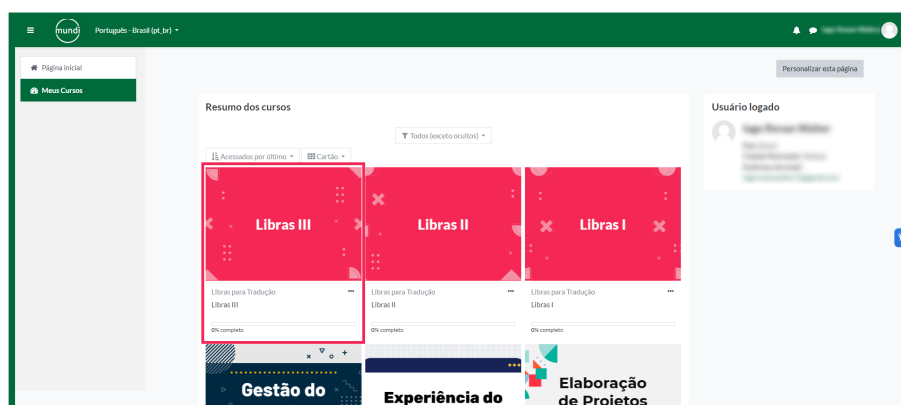 mundi
Português - Brasil (pt_br)
Página inicial
Meus Cursos
Personalizar esta página
Resumo dos cursos
Usuário logado
Todos (exceto ocultos)
Acessados por último
Cartão
Libras III
Libras II
Libras I
Libras para Tradução
Libras III
0% completo
Libras para Tradução
Libras II
0% completo
Libras para Tradução
Libras I
0% completo
Gestão do
Experiência do
Elaboração
de Projetos